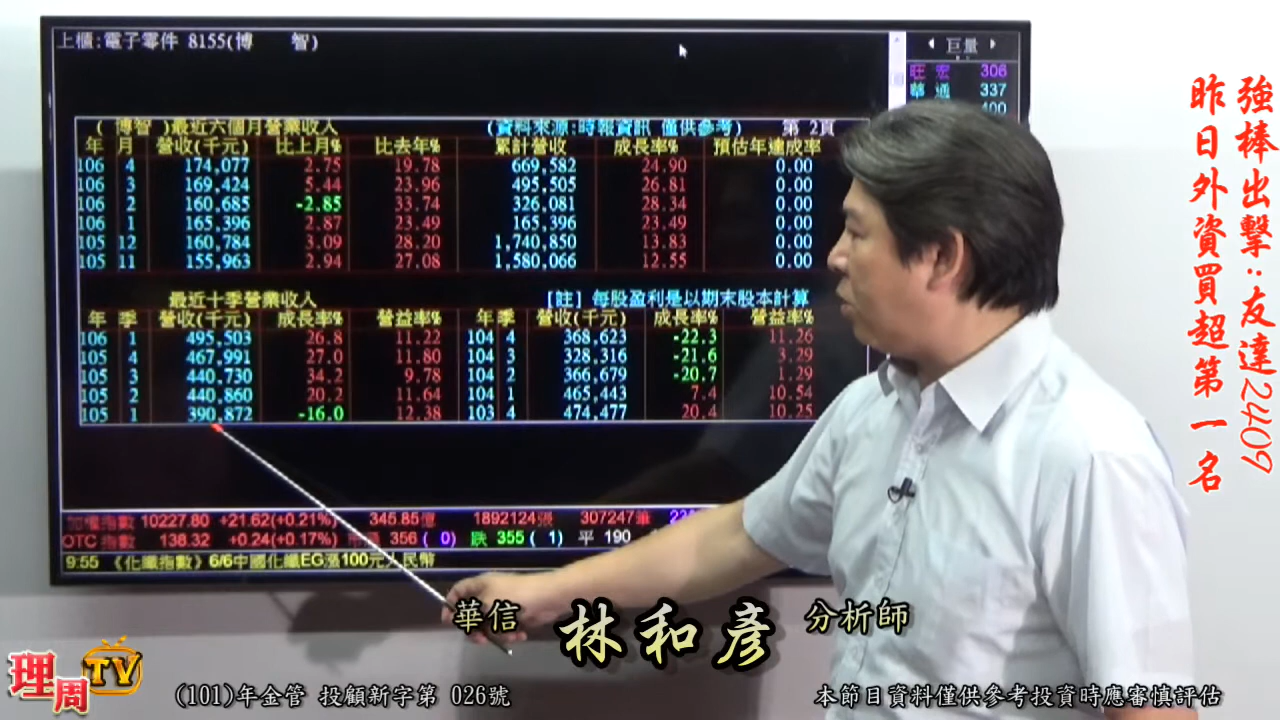 上櫃:電子零件 8155(博 智)
巨量
旺宏 306
華通 337
400
( 博智 )最近六個月營業收入 (資料來源:時報資訊 僅供參考) 第 2頁
年 月 營收(千元) 比上月% 比去年% 累計營收 成長率% 預估年達成率
106 4 174,077 2.75 19.78 669,582 24.90 0.00
106 3 169,424 5.44 23.96 495,505 26.81 0.00
106 2 160,685 -2.85 33.74 326,081 28.34 0.00
106 1 165,396 2.87 23.49 165,396 23.49 0.00
105 12 160,784 3.09 28.20 1,740,850 13.83 0.00
105 11 155,963 2.94 27.08 1,580,066 12.55 0.00
最近十季營業收入 [註] 每股盈利是以期末股本計算
年 季 營收(千元) 成長率% 營益率% 年季 營收(千元) 成長率% 營益率%
106 1 495,503 26.8 11.22 104 4 368,623 -22.3 11.26
105 4 467,991 27.0 11.80 104 3 328,316 -21.6 3.29
105 3 440,730 34.2 9.78 104 2 366,679 -20.7 1.29
105 2 440,860 20.2 11.64 104 1 465,443 7.4 10.54
105 1 390,872 -16.0 12.38 103 4 474,477 20.4 10.25
加權指數 10227.80 +21.62(+0.21%) 345.85億 1892124張 307247筆
OTC 指數 138.32 +0.24(+0.17%) 356 ( 0) 跌 355 ( 1) 平 190
9:55 《化纖指數》6/6中國化纖EG漲100元人民幣
強棒出擊:友達2409
昨日外資買超第一名
華信 林和彥 分析師
理周TV
(101)年金管 投顧新字第 026號
本節目資料僅供參考投資時應審慎評估